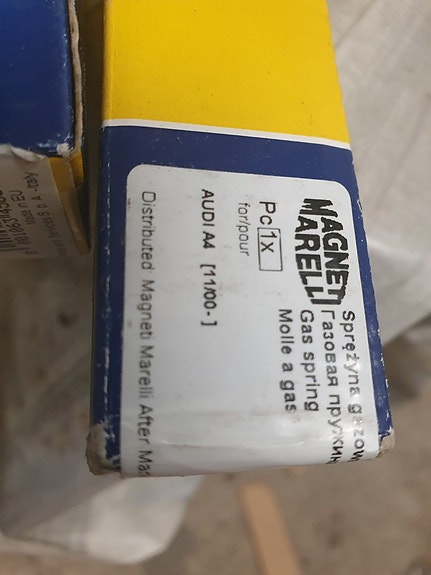 MAGNETI
MARELLI
Sprężyna gazow
Газовая пружин
Gas spring
Molle a gas
Pc 1x
for/pour
AUDI A4 [11/00- ]
Distributed Magneti Marelli After Ma
Italy